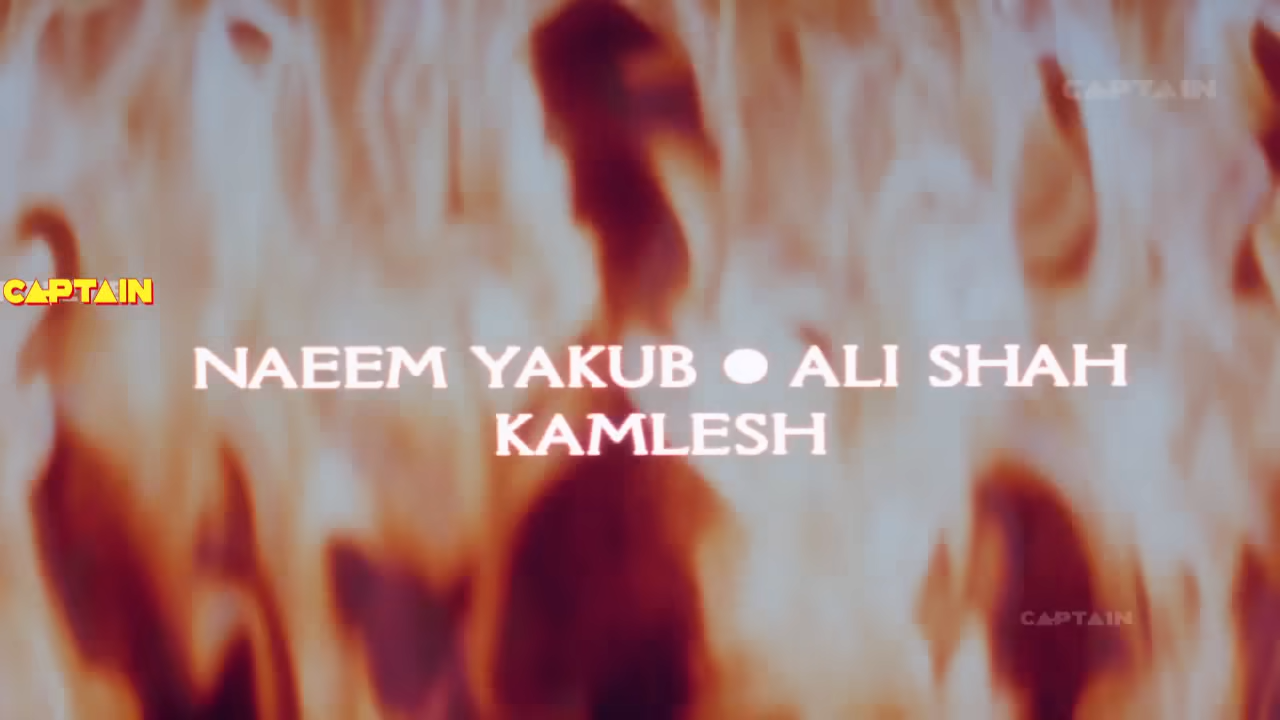 CAPTAIN
CAPTAIN
NAEEM YAKUB ● ALI SHAH
KAMLESH
CAPTAIN